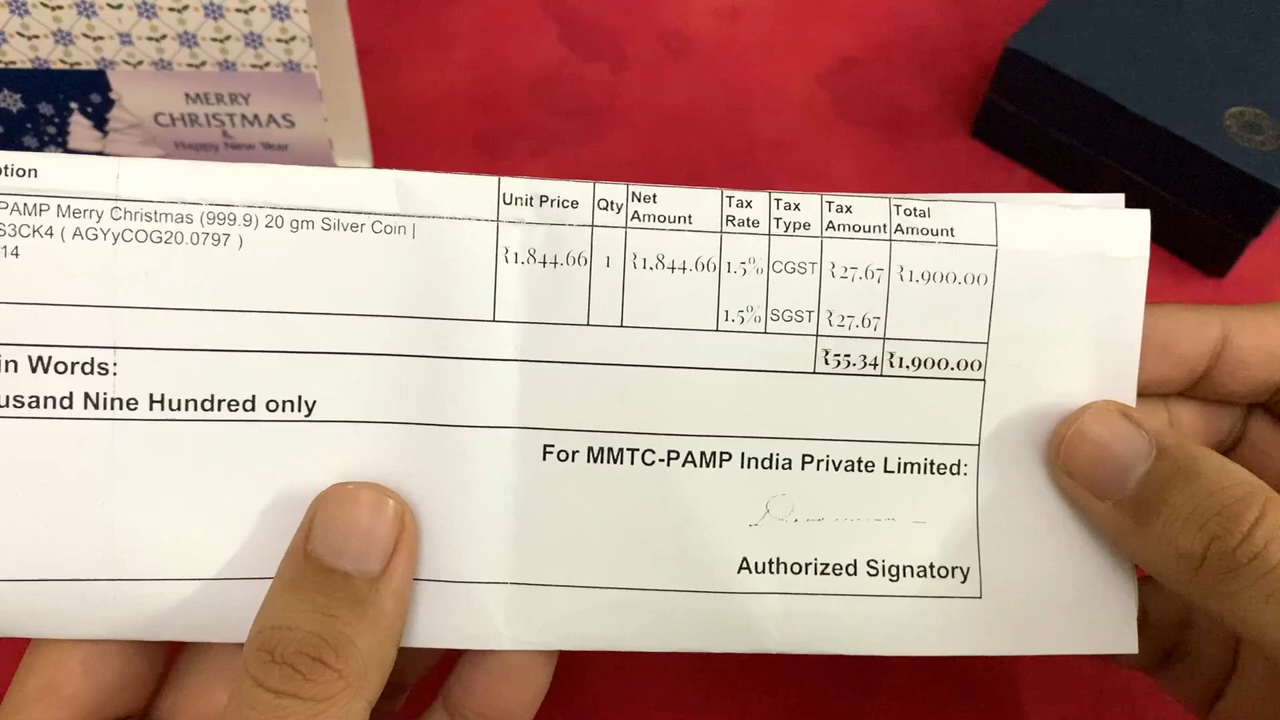 MERRY
CHRISTMAS
&
Happy New Year
ption
Unit Price Qty Net Amount Tax Rate Tax Type Tax Amount Total Amount
PAMP Merry Christmas (999.9) 20 gm Silver Coin |
S3CK4 ( AGYyCOG20.0797 )
14
₹1,844.66 1 ₹1,844.66 1.5% CGST ₹27.67 ₹1,900.00
1.5% SGST ₹27.67
₹55.34 ₹1,900.00
in Words:
usand Nine Hundred only
For MMTC-PAMP India Private Limited:
Authorized Signatory